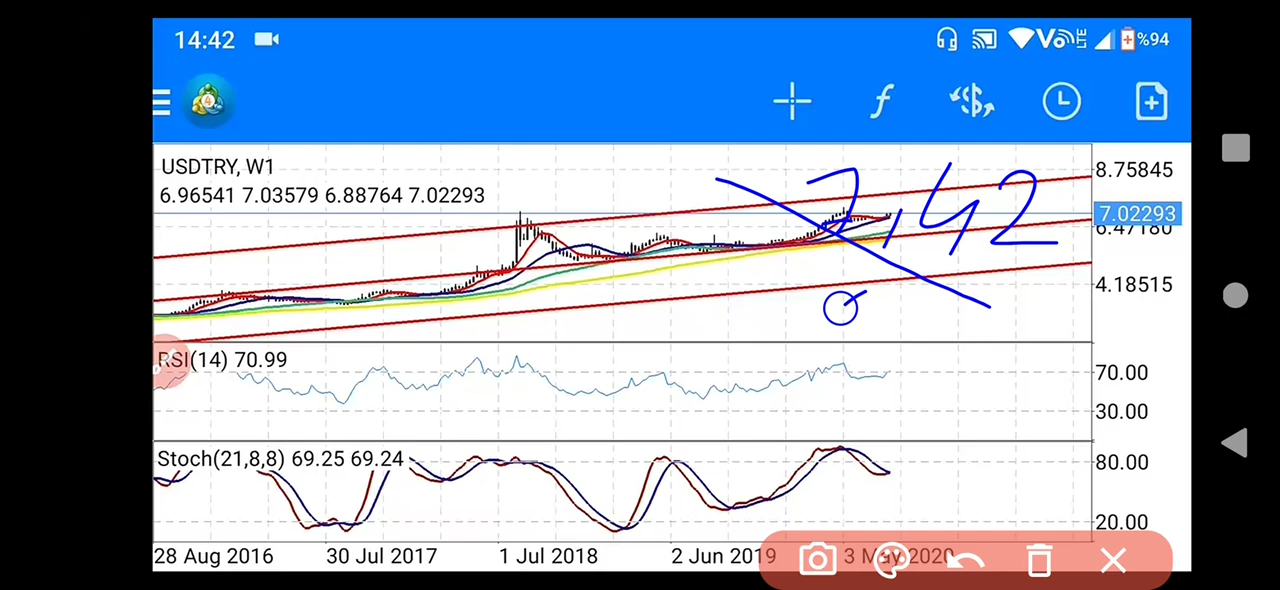 14:42 LTE %94
4
USDTRY, W1
6.96541 7.03579 6.88764 7.02293
8.75845
7.02293
6.47180
4.18515
7,42
RSI(14) 70.99
70.00
30.00
Stoch(21,8,8) 69.25 69.24
80.00
20.00
28 Aug 2016 30 Jul 2017 1 Jul 2018 2 Jun 2019 3 May 2020